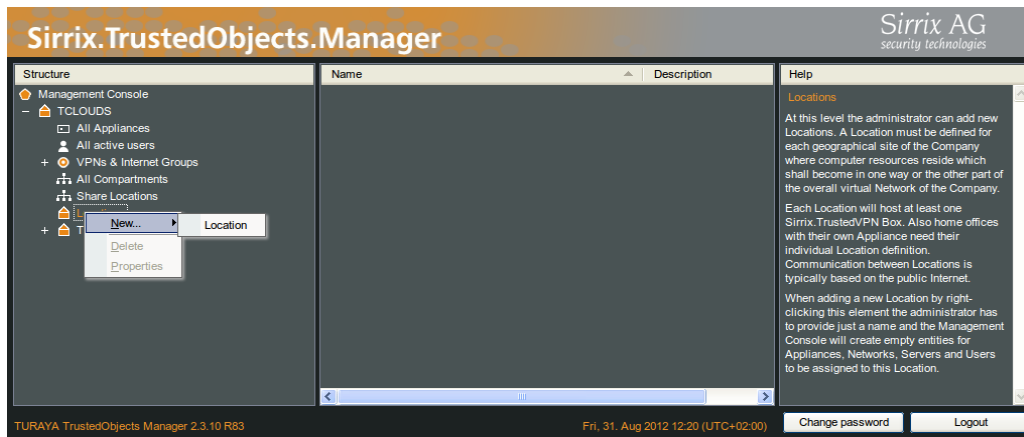 Sirrix.TrustedObjects.Manager
Sirrix AG
security technologies
Structure
Name
Description
Help
Management Console
TCLOUDS
All Appliances
All active users
VPNs & Internet Groups
All Compartments
Share Locations
New...
Location
Delete
Properties
Locations
At this level the administrator can add new
Locations. A Location must be defined for
each geographical site of the Company
where computer resources reside which
shall become in one way or the other part of
the overall virtual Network of the Company.
Each Location will host at least one
Sirrix.TrustedVPN Box. Also home offices
with their own Appliance need their
individual Location definition.
Communication between Locations is
typically based on the public Internet.
When adding a new Location by right-
clicking this element the administrator has
to provide just a name and the Management
Console will create empty entities for
Appliances, Networks, Servers and Users
to be assigned to this Location.
TURAYA TrustedObjects Manager 2.3.10 R83
Fri, 31. Aug 2012 12:20 (UTC+02:00)
Change password
Logout